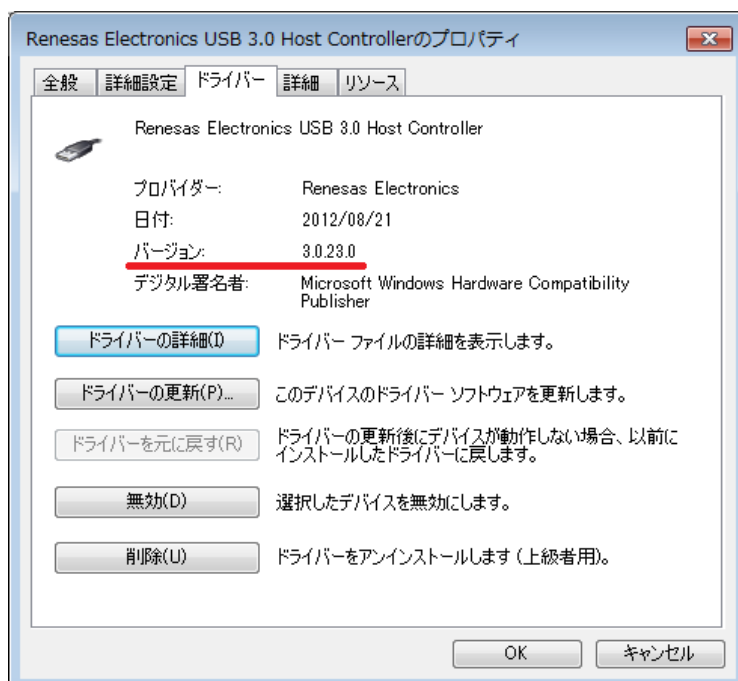 Renesas Electronics USB 3.0 Host Controllerのプロパティ
全般 詳細設定 ドライバー 詳細 リソース
Renesas Electronics USB 3.0 Host Controller
プロバイダー: Renesas Electronics
日付: 2012/08/21
バージョン: 3.0.23.0
デジタル署名者: Microsoft Windows Hardware Compatibility
Publisher
ドライバーの詳細(I) ドライバー ファイルの詳細を表示します。
ドライバーの更新(P)... このデバイスのドライバー ソフトウェアを更新します。
ドライバーを元に戻す(R) ドライバーの更新後にデバイスが動作しない場合、以前に
インストールしたドライバーに戻します。
無効(D) 選択したデバイスを無効にします。
削除(U) ドライバーをアンインストールします (上級者用)。
OK キャンセル